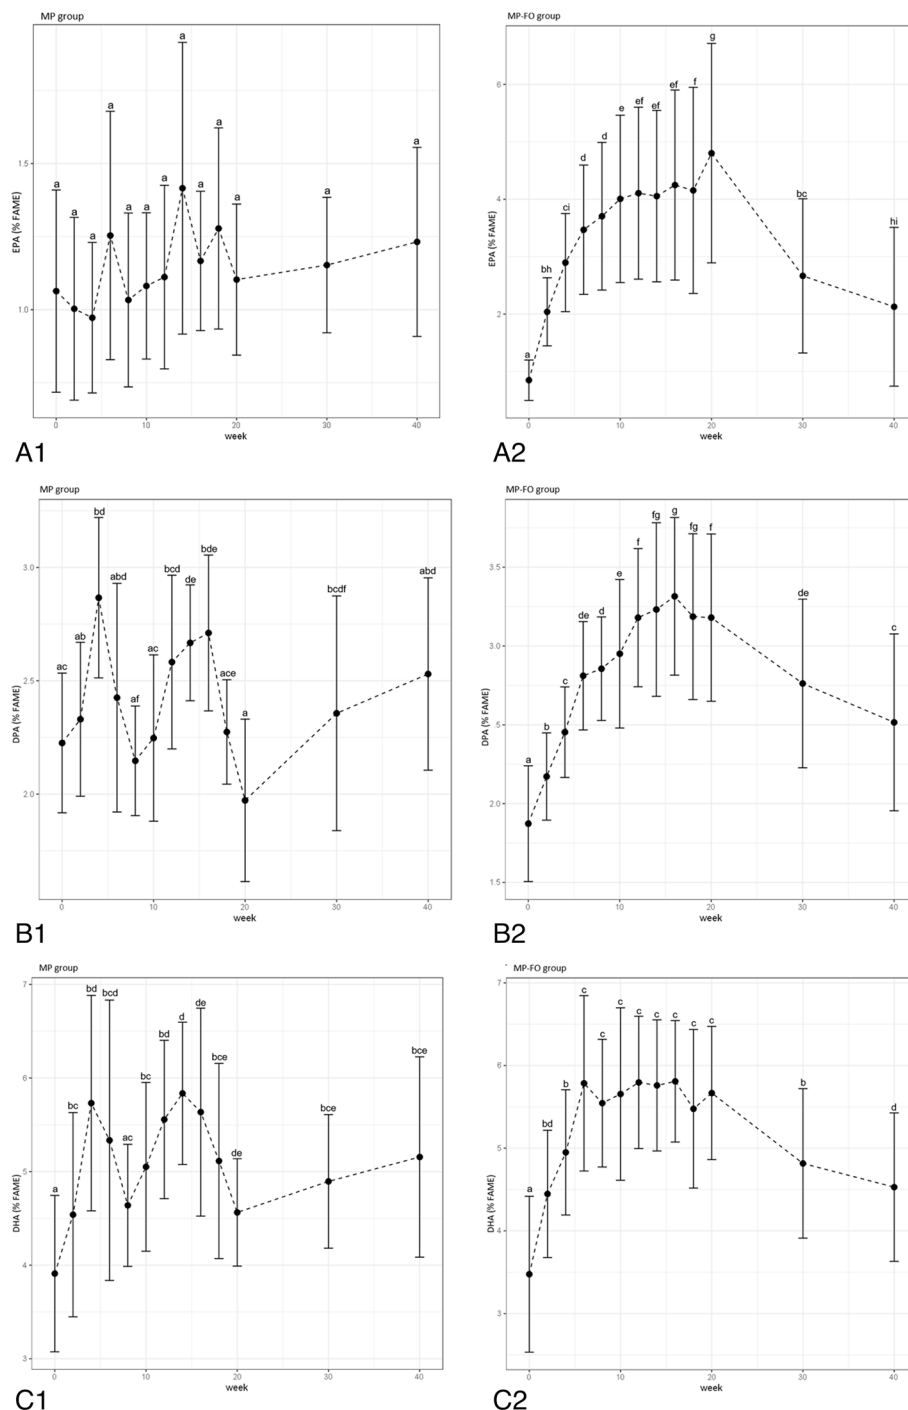 MP group
a a a a a a a a a a a a a
EPA (% FAME)
1.5
1.0
0 10 20 30 40
week
A1
MP-FO group
a bh ci d d e ef ef ef f g bc hi
EPA (% FAME)
6
4
2
0 10 20 30 40
week
A2
MP group
ac ab bd abd af ac bcd de bde ace a bcdf abd
DPA (% FAME)
3.0
2.5
2.0
0 10 20 30 40
week
B1
MP-FO group
a b c de d e f fg g fg f de c
DPA (% FAME)
3.5
3.0
.5
2.0
1.5
0 10 20 30 40
week
B2
MP group
a bc bd bcd ac bc bd d de bce de bce bce
DHA (% FAME)
7
6
5
4
3
0 10 20 30 40
week
C1
MP-FO group
a bd b c c c c c c c c b d
DHA (% FAME)
7
6
5
4
3
0 10 20 30 40
week
C2